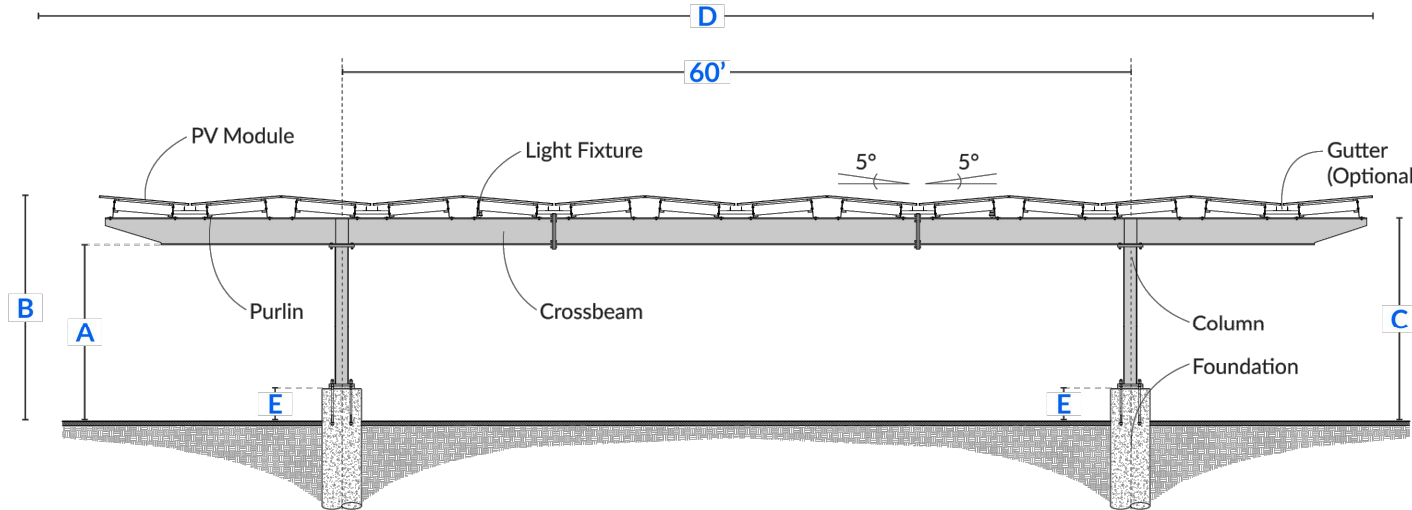 D
60’
PV Module
Light Fixture
5°
5°
Gutter
(Optional
B
A
Purlin
Crossbeam
Column
C
Foundation
E
E